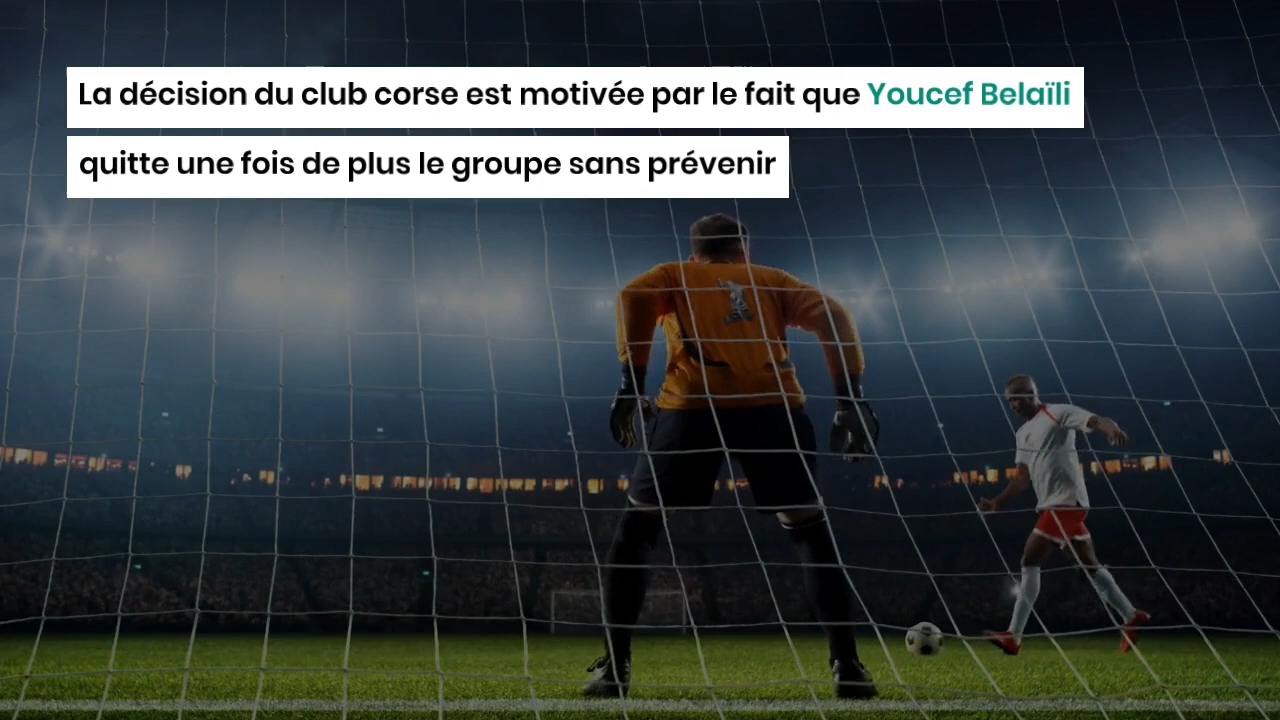 La décision du club corse est motivée par le fait que Youcef Belaïli
quitte une fois de plus le groupe sans prévenir